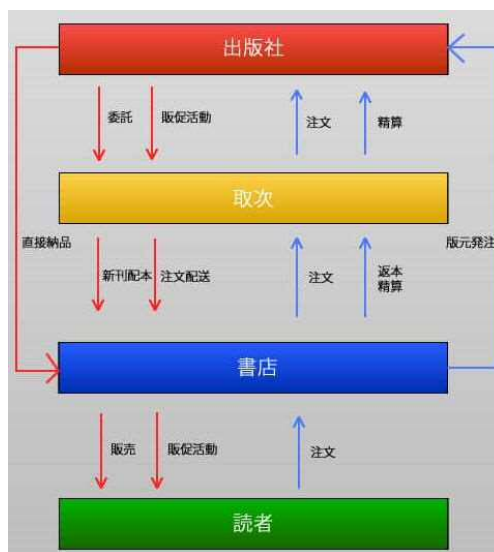 出版社
委託
販促活動
注文
精算
取次
直接納品
版元発注
新刊配本
注文配送
注文
返本
精算
書店
販売
販促活動
注文
読者